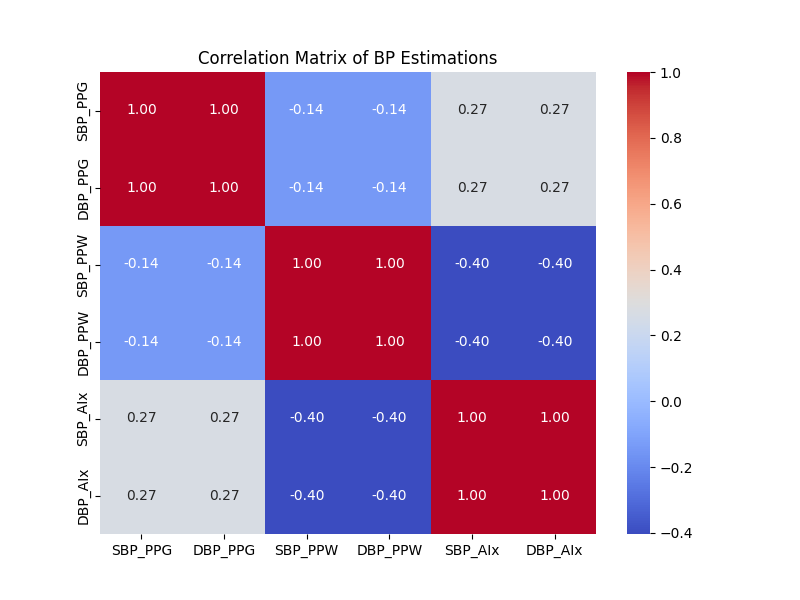 Correlation Matrix of BP Estimations
SBP_PPG 1.00 1.00 -0.14 -0.14 0.27 0.27
DBP_PPG 1.00 1.00 -0.14 -0.14 0.27 0.27
SBP_PPW -0.14 -0.14 1.00 1.00 -0.40 -0.40
DBP_PPW -0.14 -0.14 1.00 1.00 -0.40 -0.40
SBP_AIx 0.27 0.27 -0.40 -0.40 1.00 1.00
DBP_AIx 0.27 0.27 -0.40 -0.40 1.00 1.00
SBP_PPG DBP_PPG SBP_PPW DBP_PPW SBP_AIx DBP_AIx
1.0
0.8
0.6
0.4
0.2
0.0
−0.2
−0.4